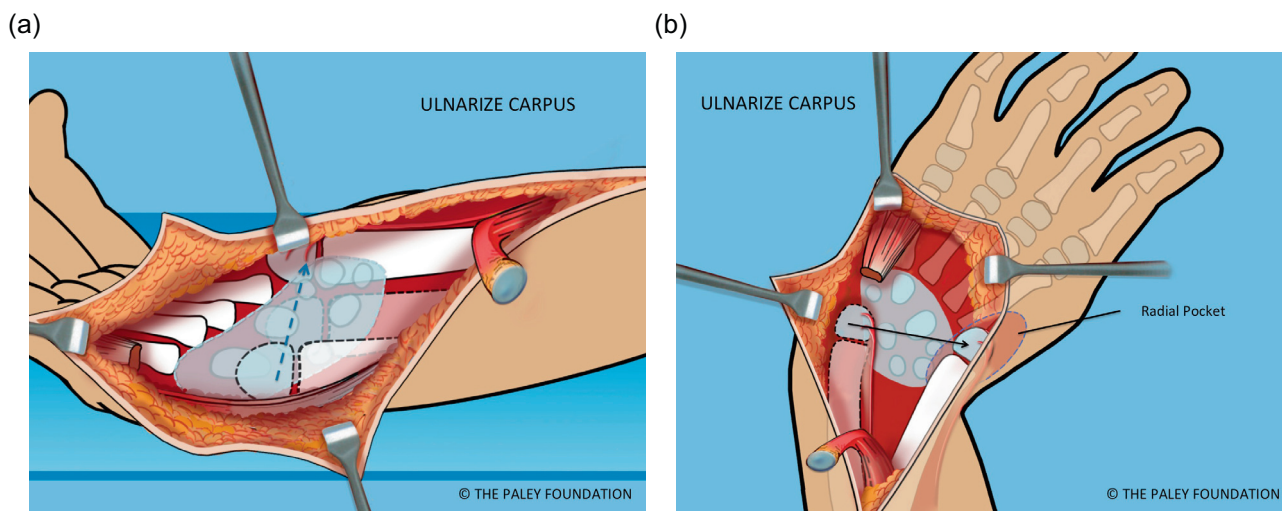 (a)
(b)
ULNARIZE CARPUS
ULNARIZE CARPUS
Radial Pocket
© THE PALEY FOUNDATION
© THE PALEY FOUNDATION